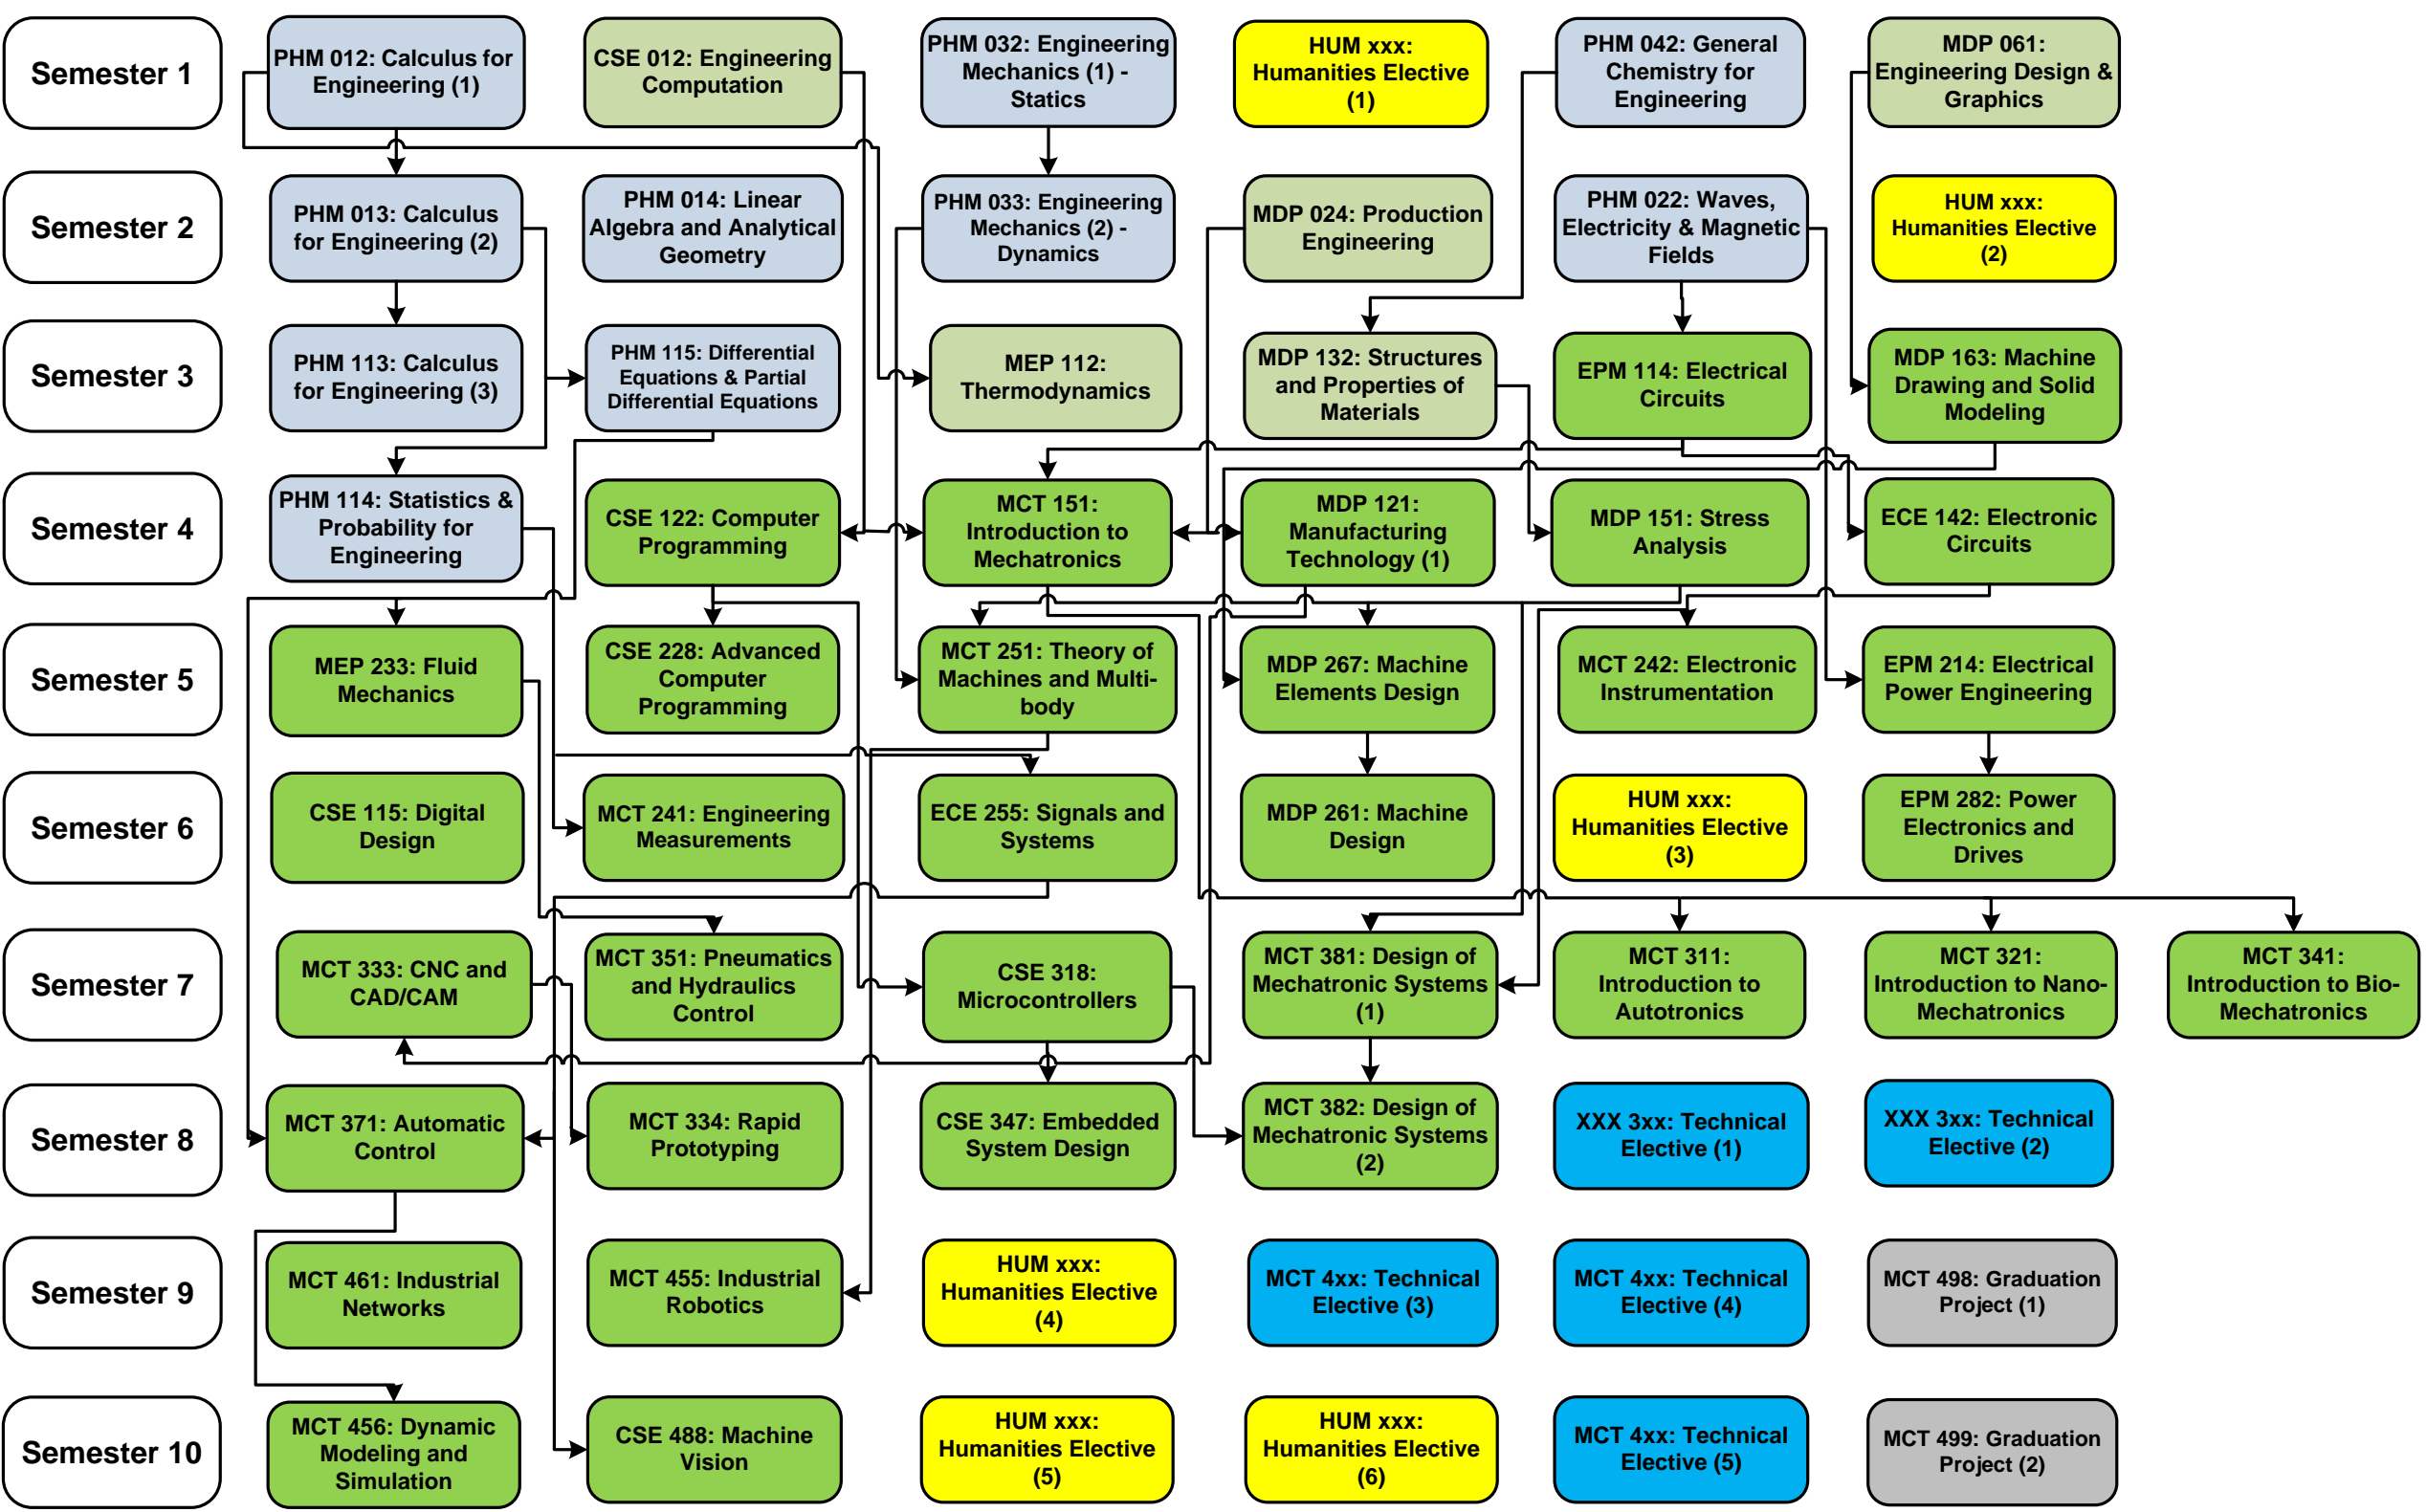 Semester 1
PHM 012: Calculus for
Engineering (1)
CSE 012: Engineering
Computation
PHM 032: Engineering
Mechanics (1) -
Statics
HUM xxx:
Humanities Elective
(1)
PHM 042: General
Chemistry for
Engineering
MDP 061:
Engineering Design &
Graphics
Semester 2
PHM 013: Calculus
for Engineering (2)
PHM 014: Linear
Algebra and Analytical
Geometry
PHM 033: Engineering
Mechanics (2) -
Dynamics
MDP 024: Production
Engineering
PHM 022: Waves,
Electricity & Magnetic
Fields
HUM xxx:
Humanities Elective
(2)
Semester 3
PHM 113: Calculus
for Engineering (3)
PHM 115: Differential
Equations & Partial
Differential Equations
MEP 112:
Thermodynamics
MDP 132: Structures
and Properties of
Materials
EPM 114: Electrical
Circuits
MDP 163: Machine
Drawing and Solid
Modeling
Semester 4
PHM 114: Statistics &
Probability for
Engineering
CSE 122: Computer
Programming
MCT 151:
Introduction to
Mechatronics
MDP 121:
Manufacturing
Technology (1)
MDP 151: Stress
Analysis
ECE 142: Electronic
Circuits
Semester 5
MEP 233: Fluid
Mechanics
CSE 228: Advanced
Computer
Programming
MCT 251: Theory of
Machines and Multi-
body
MDP 267: Machine
Elements Design
MCT 242: Electronic
Instrumentation
EPM 214: Electrical
Power Engineering
Semester 6
CSE 115: Digital
Design
MCT 241: Engineering
Measurements
ECE 255: Signals and
Systems
MDP 261: Machine
Design
HUM xxx:
Humanities Elective
(3)
EPM 282: Power
Electronics and
Drives
Semester 7
MCT 333: CNC and
CAD/CAM
MCT 351: Pneumatics
and Hydraulics
Control
CSE 318:
Microcontrollers
MCT 381: Design of
Mechatronic Systems
(1)
MCT 311:
Introduction to
Autotronics
MCT 321:
Introduction to Nano-
Mechatronics
MCT 341:
Introduction to Bio-
Mechatronics
Semester 8
MCT 371: Automatic
Control
MCT 334: Rapid
Prototyping
CSE 347: Embedded
System Design
MCT 382: Design of
Mechatronic Systems
(2)
XXX 3xx: Technical
Elective (1)
XXX 3xx: Technical
Elective (2)
Semester 9
MCT 461: Industrial
Networks
MCT 455: Industrial
Robotics
HUM xxx:
Humanities Elective
(4)
MCT 4xx: Technical
Elective (3)
MCT 4xx: Technical
Elective (4)
MCT 498: Graduation
Project (1)
Semester 10
MCT 456: Dynamic
Modeling and
Simulation
CSE 488: Machine
Vision
HUM xxx:
Humanities Elective
(5)
HUM xxx:
Humanities Elective
(6)
MCT 4xx: Technical
Elective (5)
MCT 499: Graduation
Project (2)